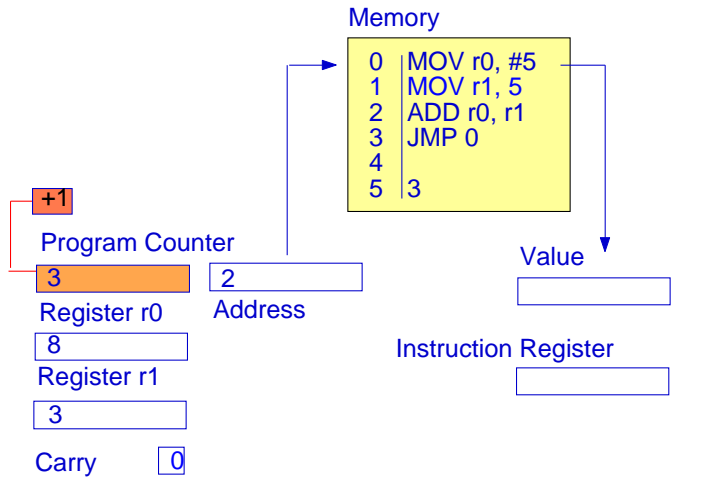 Memory
0 MOV r0, #5
1 MOV r1, 5
2 ADD r0, r1
3 JMP 0
4
5 3
+1
Program Counter
3
2
Address
Value
Register r0
8
Instruction Register
Register r1
3
Carry 0